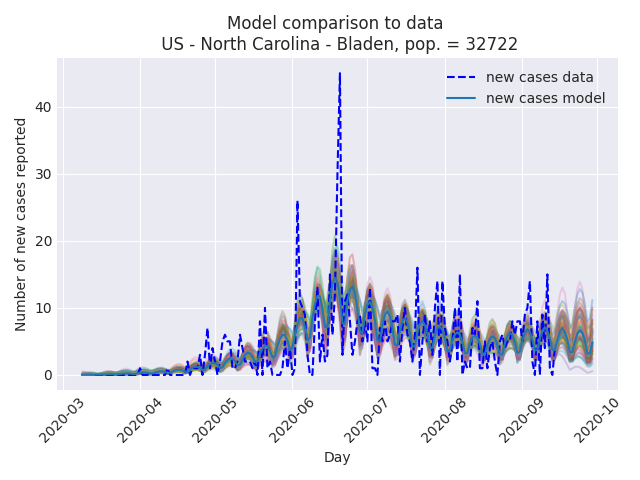 Model comparison to data
US - North Carolina - Bladen, pop. = 32722
new cases data
new cases model
Number of new cases reported
40
30
20
10
0
2020-03
2020-04
2020-05
2020-06
2020-07
2020-08
2020-09
2020-10
Day